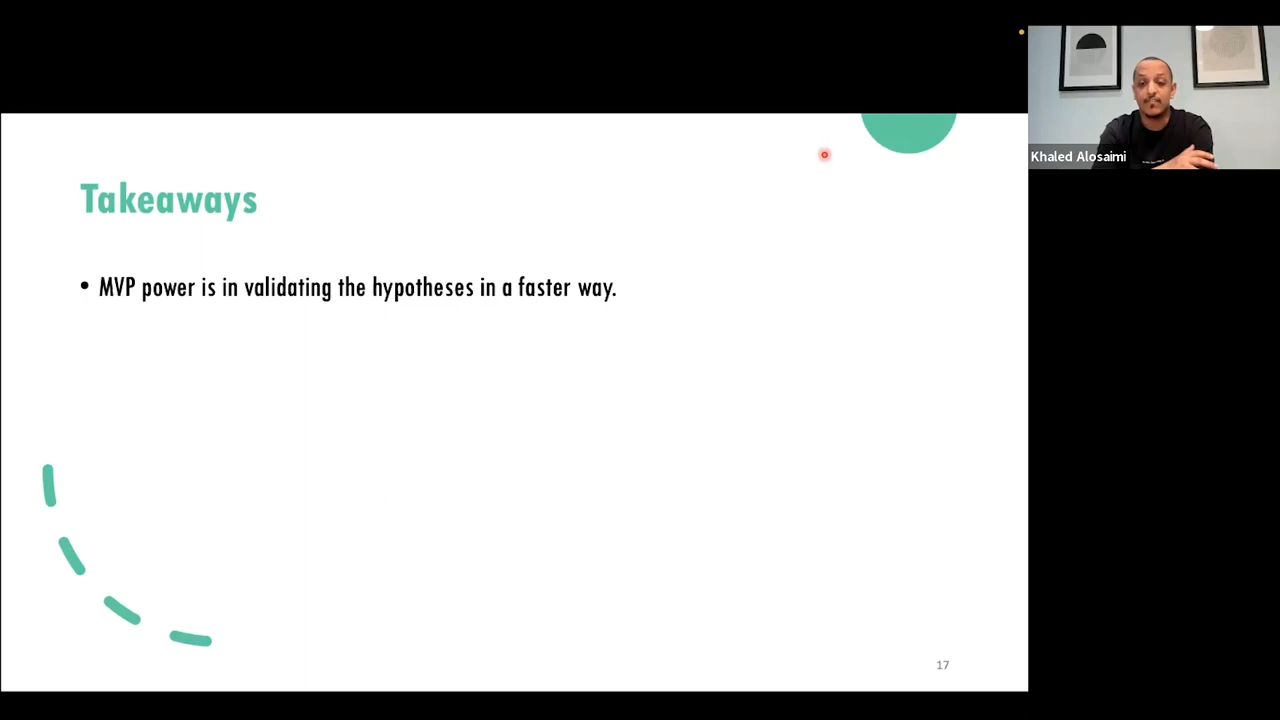 Khaled Alosaimi
Takeaways
• MVP power is in validating the hypotheses in a faster way.
17